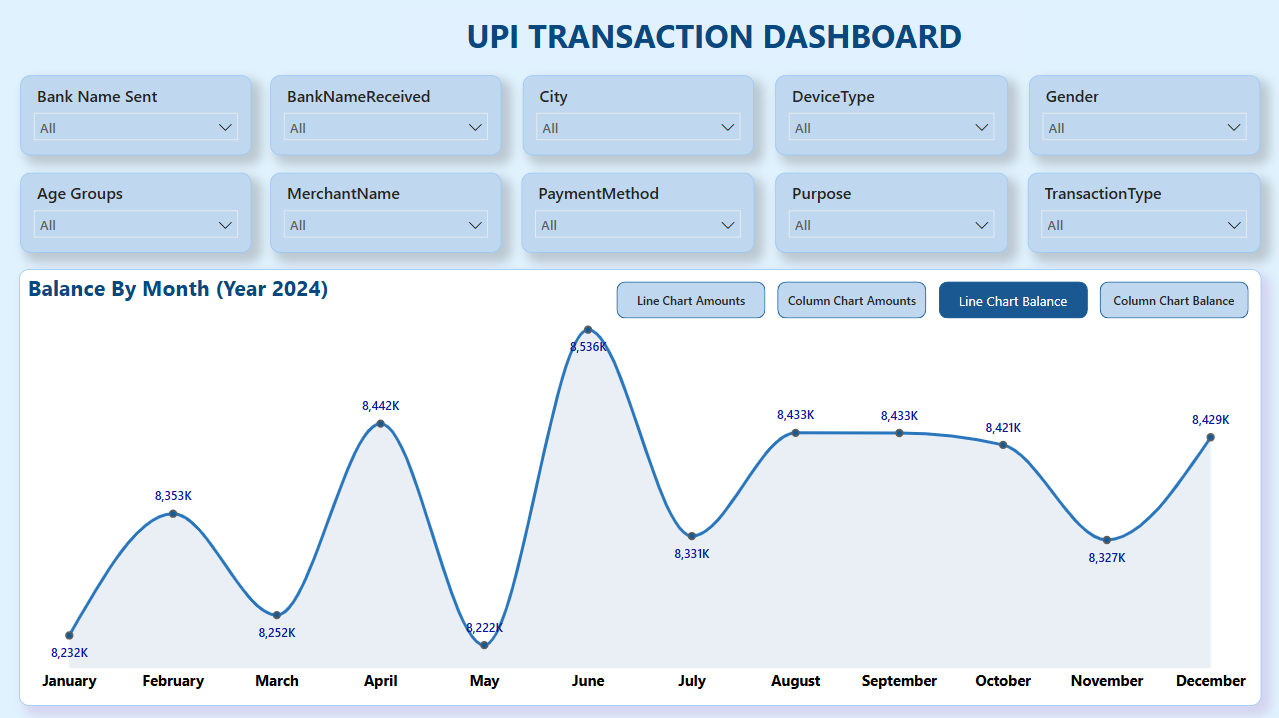 UPI TRANSACTION DASHBOARD
Bank Name Sent
All
BankNameReceived
All
City
All
DeviceType
All
Gender
All
Age Groups
All
MerchantName
All
PaymentMethod
All
Purpose
All
TransactionType
All
Balance By Month (Year 2024)
Line Chart Amounts
Column Chart Amounts
Line Chart Balance
Column Chart Balance
8,232K
8,353K
8,252K
8,442K
8,222K
8,536K
8,331K
8,433K
8,433K
8,421K
8,327K
8,429K
January
February
March
April
May
June
July
August
September
October
November
December